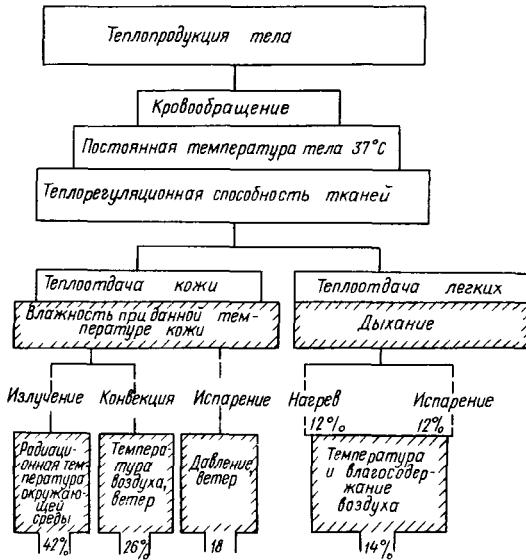 Теплопродукция тела
Кровообращение
Постоянная температура тела 37°С
Теплорегуляционная способность тканей
Теплоотдача кожи
Влажность при данной тем-
пературе кожи
Теплоотдача легких
Дыхание
Излучение
Конвекция
Испарение
Нагрев
12%
Испарение
12%
Радиаци-
онная тем-
пература
окружаю-
щей
среды
42%
Темпера-
тура
воздуха,
ветер
26%
Давление,
ветер
18
Температура
и влагосодер-
жание
воздуха
14%